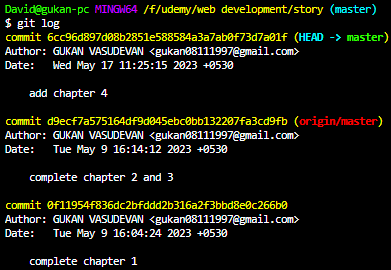 David@gukan-pc MINGW64 /f/udemy/web development/story (master)
$ git log
commit 6cc96d897d08b2851e588584a3a7ab0f73d7a01f (HEAD -> master)
Author: GUKAN VASUDEVAN <gukan08111997@gmail.com>
Date:   Wed May 17 11:25:15 2023 +0530
    add chapter 4
commit d9ecf7a575164df9d045ebc0bb132207fa3cd9fb (origin/master)
Author: GUKAN VASUDEVAN <gukan08111997@gmail.com>
Date:   Tue May 9 16:14:12 2023 +0530
    complete chapter 2 and 3
commit 0f11954f836dc2bfddd2b316a2f3bbd8e0c266b0
Author: GUKAN VASUDEVAN <gukan08111997@gmail.com>
Date:   Tue May 9 16:04:24 2023 +0530
    complete chapter 1